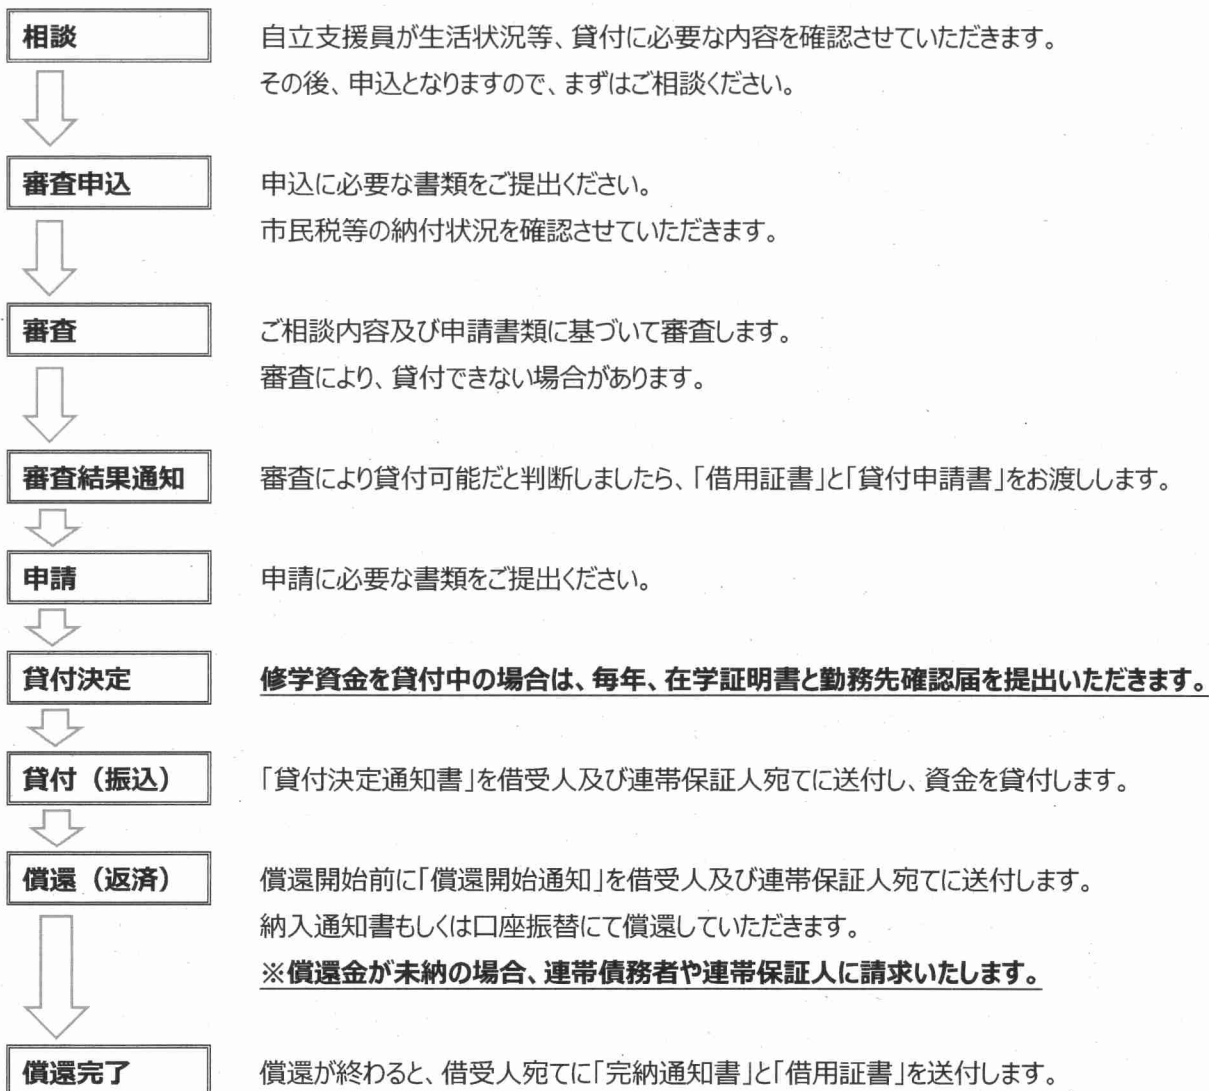 相談
自立支援員が生活状況等、貸付に必要な内容を確認させていただきます。
その後、申込となりますので、まずはご相談ください。
審査申込
申込に必要な書類をご提出ください。
市民税等の納付状況を確認させていただきます。
審査
ご相談内容及び申請書類に基づいて審査します。
審査により、貸付できない場合があります。
審査結果通知
審査により貸付可能だと判断しましたら、「借用証書」と「貸付申請書」をお渡しします。
申請
申請に必要な書類をご提出ください。
貸付決定
修学資金を貸付中の場合は、毎年、在学証明書と勤務先確認届を提出いただきます。
貸付（振込）
「貸付決定通知書」を借受人及び連帯保証人宛てに送付し、資金を貸付します。
償還（返済）
償還開始前に「償還開始通知」を借受人及び連帯保証人宛てに送付します。
納入通知書もしくは口座振替にて償還していただきます。
※償還金が未納の場合、連帯債務者や連帯保証人に請求いたします。
償還完了
償還が終わると、借受人宛てに「完納通知書」と「借用証書」を送付します。